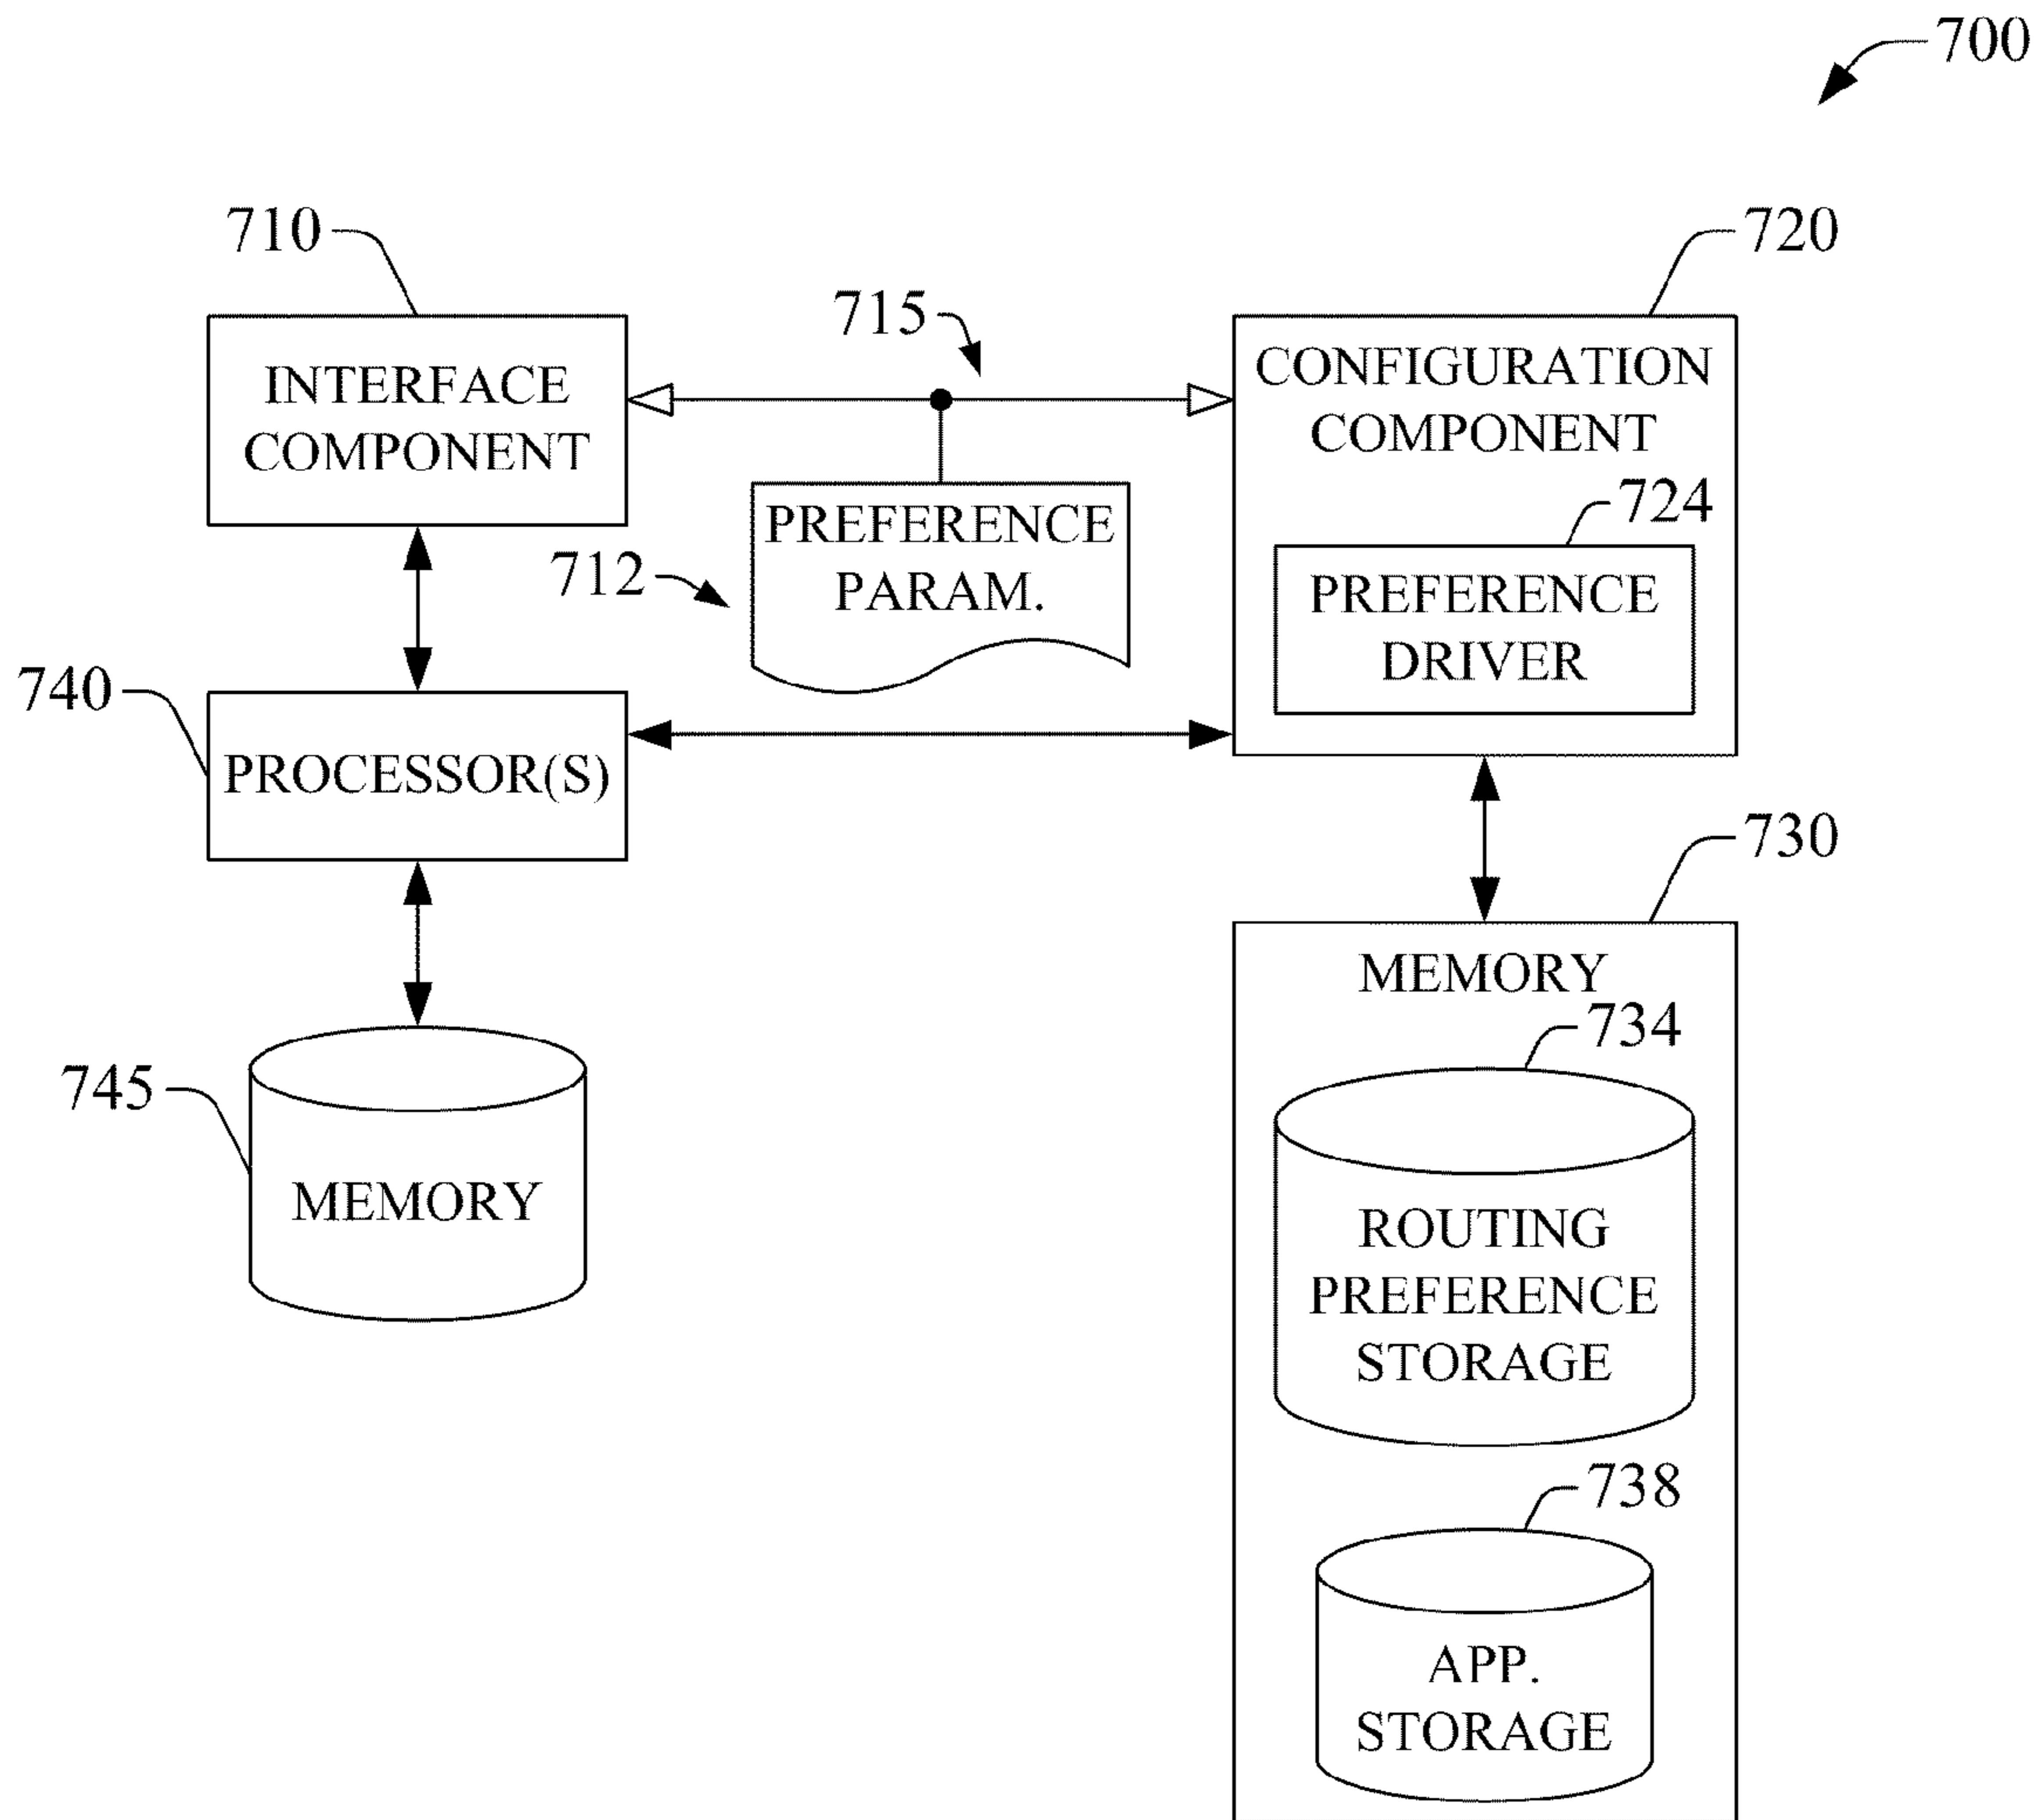 700
710
720
715
INTERFACE
COMPONENT
CONFIGURATION
COMPONENT
724
PREFERENCE
PARAM.
712
PREFERENCE
DRIVER
740
PROCESSOR(S)
730
MEMORY
734
745
MEMORY
ROUTING
PREFERENCE
STORAGE
738
APP.
STORAGE